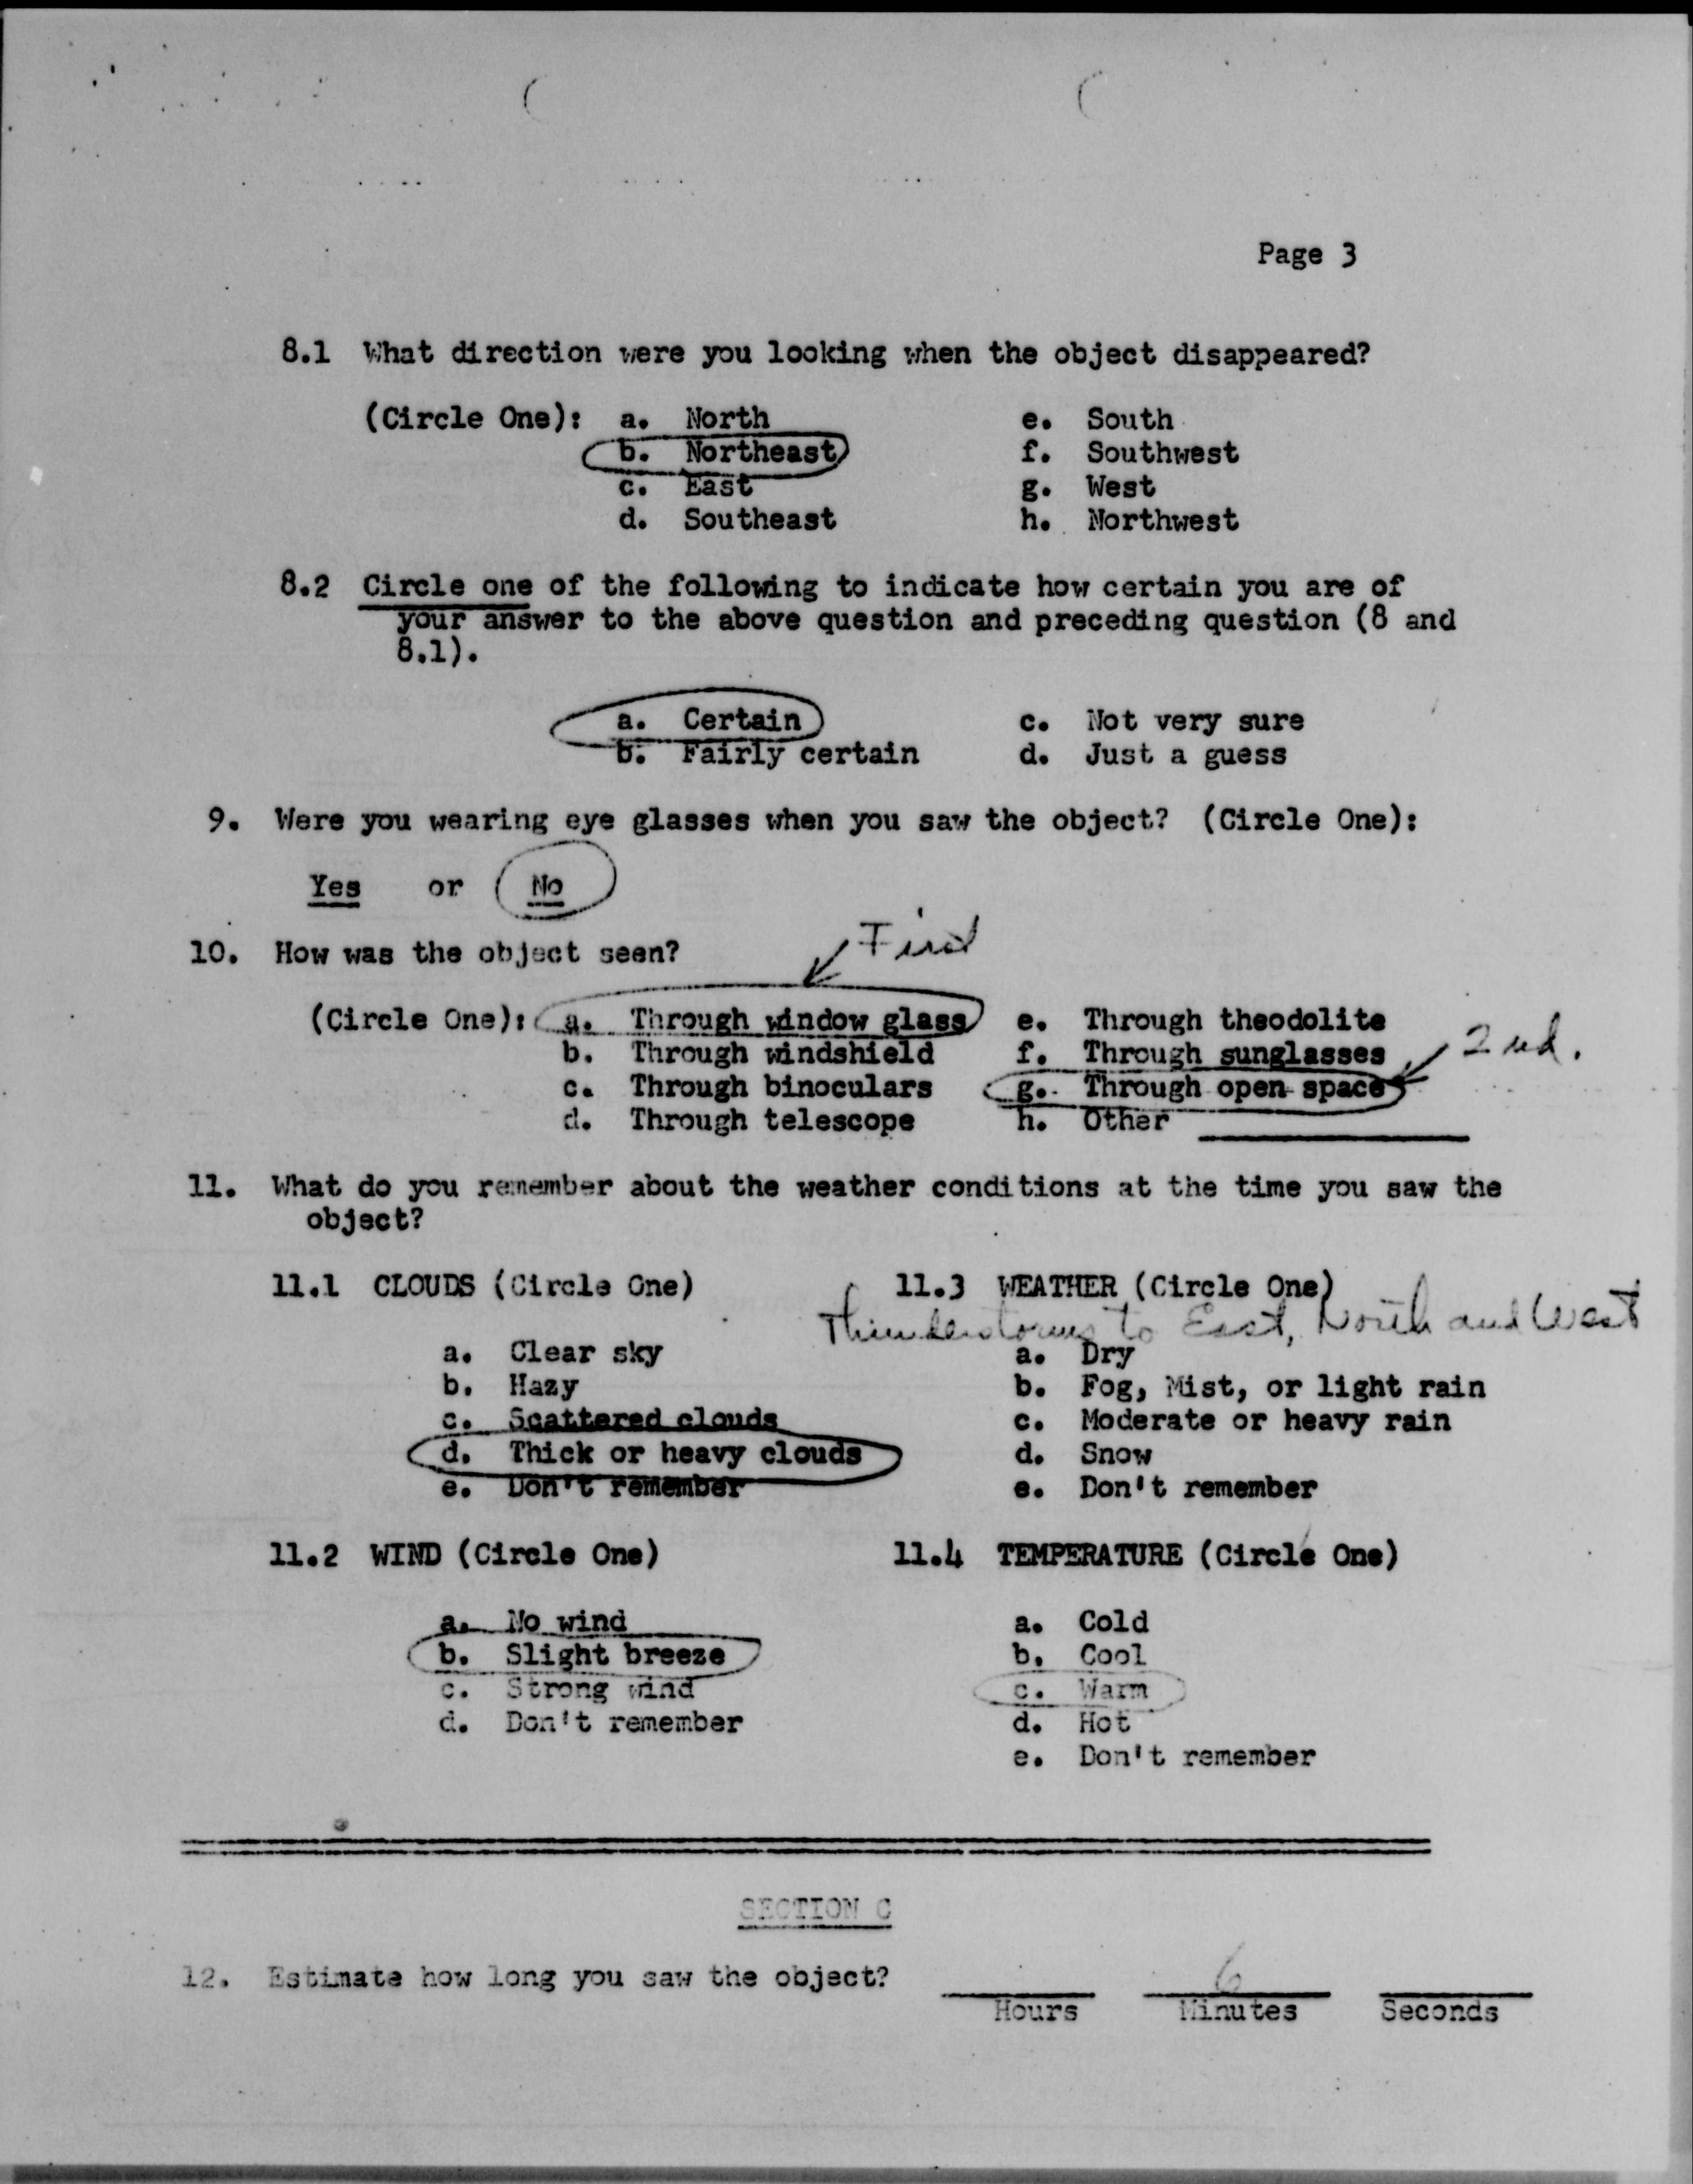 Page 3
8.1 What direction were you looking when the object disappeared?
(Circle One): a. North e. South
b. Northeast f. Southwest
c. East g. West
d. Southeast h. Northwest
8.2 Circle one of the following to indicate how certain you are of
your answer to the above question and preceding question (8 and
8.1).
a. Certain c. Not very sure
b. Fairly certain d. Just a guess
9. Were you wearing eye glasses when you saw the object? (Circle One):
Yes or No
First
10. How was the object seen?
(Circle One): a. Through window glass e. Through theodolite
b. Through windshield f. Through sunglasses 2nd.
c. Through binoculars g. Through open space
d. Through telescope h. Other
11. What do you remember about the weather conditions at the time you saw the
object?
11.1 CLOUDS (Circle One) 11.3 WEATHER (Circle One)
Thunderstorms to East, North and West
a. Clear sky a. Dry
b. Hazy b. Fog, Mist, or light rain
c. Scattered clouds c. Moderate or heavy rain
d. Thick or heavy clouds d. Snow
e. Don't remember e. Don't remember
11.2 WIND (Circle One) 11.4 TEMPERATURE (Circle One)
a. No wind a. Cold
b. Slight breeze b. Cool
c. Strong wind c. Warm
d. Don't remember d. Hot
e. Don't remember
SECTION C
12. Estimate how long you saw the object? 6
Hours Minutes Seconds